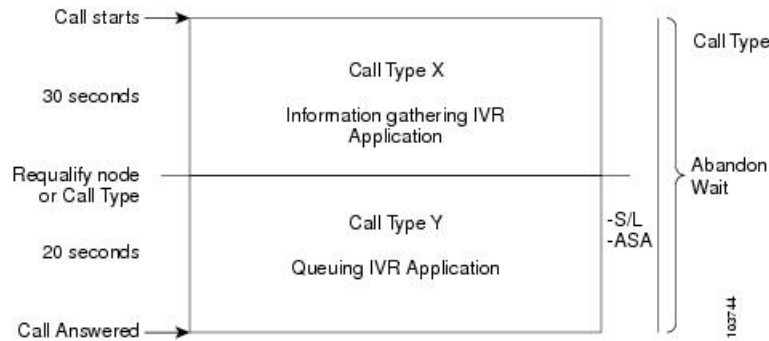 Call starts
30 seconds
Requalify node
or Call Type
20 seconds
Call Answered
Call Type X
Information gathering IVR
Application
Call Type Y
Queuing IVR Application
-S/L
-ASA
Call Type
Abandon
Wait
103744